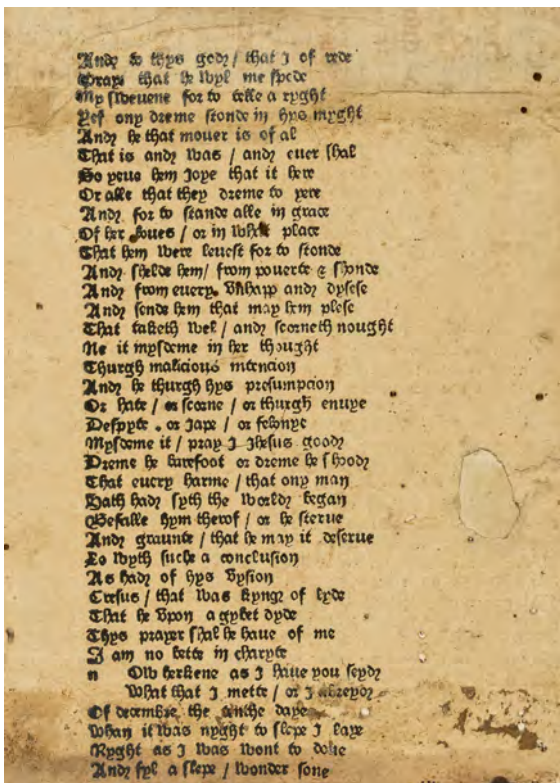 And to thys god / that I of rede
Praye that he wyl me spede
My sweuene for to telle a ryght
Yef ony dreme stonde in hys myght
And he that mouer is of al
That is and was / and euer shal
So yeue hem Joye that it here
Or alle that they dreme to yere
And for to stande alle in grace
Of her loues / or in what place
That hem were leuest for to stonde
And shelde hem / from pouerte & shonde
And from euery vnhapp and dysese
And sende hem that may hem plese
That taketh wel / and scorneth nought
Ne it mysdeme in her thought
Thurgh malicious intencion
And he thurgh hys presumpcion
Or hate / or scorne / or thurgh enuye
Despyte . or Jape / or felonye
Mysdeme it / pray I Jhesus good
Dreme he barefoot or dreme he shood
That euery harme / that ony man
Hath had syth the world began
Befalle hym therof / or he sterue
And graunte / that he may it deserue
Lo wyth suche a conclusion
As had of hys vysion
Cresus / that was kyng of lyde
That he vpon a gybet dyde
Thys prayer shal he haue of me
I am no bette in charyte
n Ow herkene as I haue you seyd
What that I mette / or I abreyd
Of decembre the tenthe daye
Whan it was nyght to slepe I laye
Ryght as I was wont to done
And fyl a slepe / wonder sone